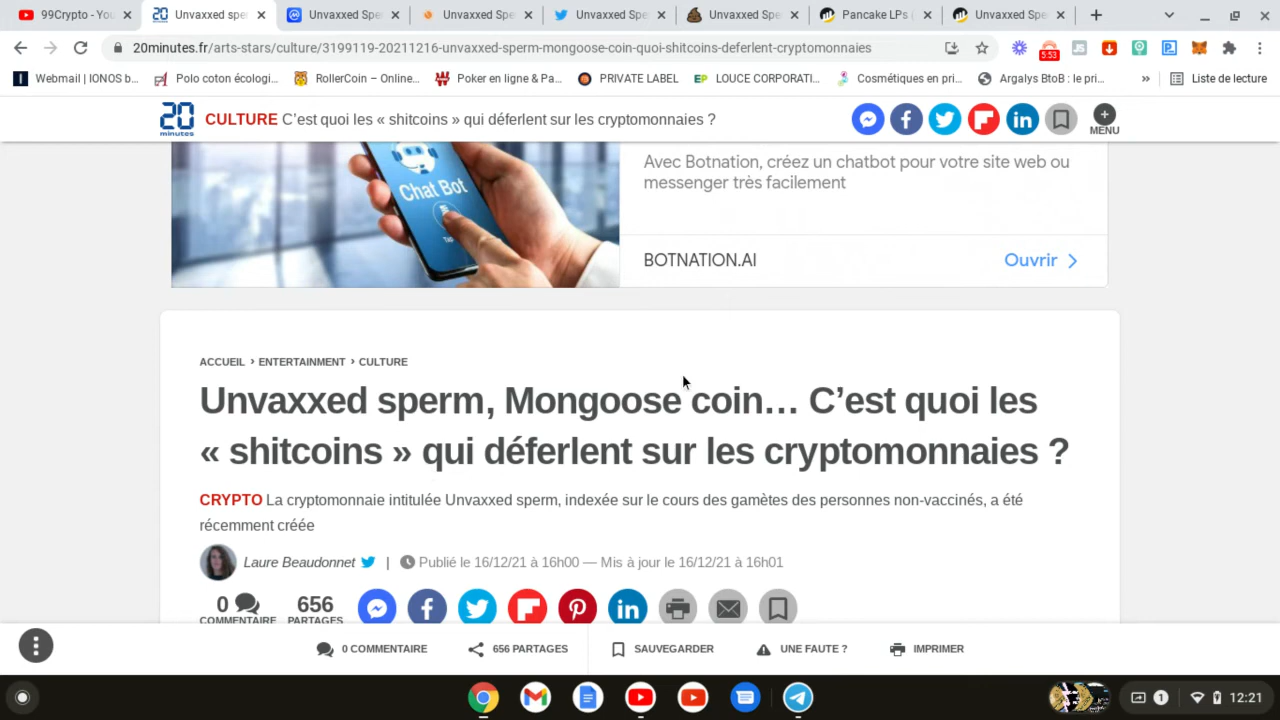 99Crypto - You
Unvaxxed spe
Unvaxxed Spe
Unvaxxed Spe
Unvaxxed Spe
Unvaxxed Spe
Pancake LPs
Unvaxxed Spe
20minutes.fr/arts-stars/culture/3199119-20211216-unvaxxed-sperm-mongoose-coin-quoi-shitcoins-deferlent-cryptomonnaies
5:53
JS
Webmail | IONOS b...
Polo coton écologi...
RollerCoin – Online...
Poker en ligne & Pa...
PRIVATE LABEL
EP LOUCE CORPORATI...
Cosmétiques en pri...
Argalys BtoB : le pri...
»
Liste de lecture
20 minutes
CULTURE C'est quoi les « shitcoins » qui déferlent sur les cryptomonnaies ?
MENU
Chat Bot
Tap
Avec Botnation, créez un chatbot pour votre site web ou
messenger très facilement
BOTNATION.AI
Ouvrir
ACCUEIL › ENTERTAINMENT › CULTURE
Unvaxxed sperm, Mongoose coin… C'est quoi les
« shitcoins » qui déferlent sur les cryptomonnaies ?
CRYPTO La cryptomonnaie intitulée Unvaxxed sperm, indexée sur le cours des gamètes des personnes non-vaccinés, a été
récemment créée
Laure Beaudonnet | Publié le 16/12/21 à 16h00 — Mis à jour le 16/12/21 à 16h01
0
COMMENTAIRE
656
PARTAGES
0 COMMENTAIRE
656 PARTAGES
SAUVEGARDER
UNE FAUTE ?
IMPRIMER
1
12:21